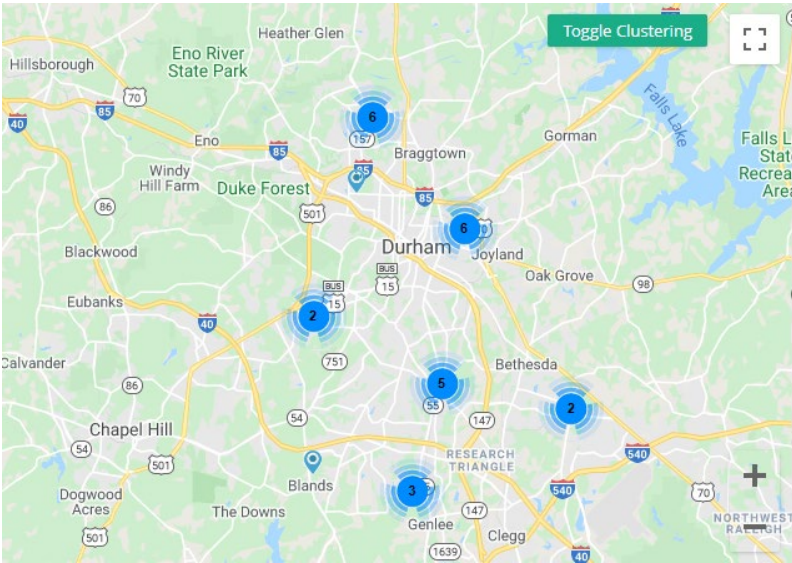 Toggle Clustering
Heather Glen
Eno River
State Park
Hillsborough
70
85
40
6
157
Falls Lake
Gorman
Eno
85
Braggtown
Falls L
State
Recrea
Area
Windy
Hill Farm
Duke Forest
85
85
86
501
6
Durham
Joyland
Blackwood
BUS
15
Oak Grove
98
BUS
15
Eubanks
40
2
Calvander
751
Bethesda
86
5
55
2
54
147
Chapel Hill
54
501
RESEARCH
TRIANGLE
540
Blands
3
540
70
Dogwood
Acres
The Downs
147
Genlee
NORTHWEST
RALEIGH
501
Clegg
1639
40